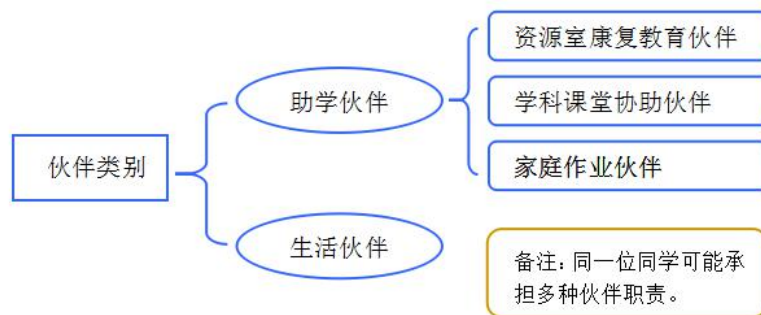 伙伴类别
助学伙伴
资源室康复教育伙伴
学科课堂协助伙伴
家庭作业伙伴
生活伙伴
备注：同一位同学可能承
担多种伙伴职责。